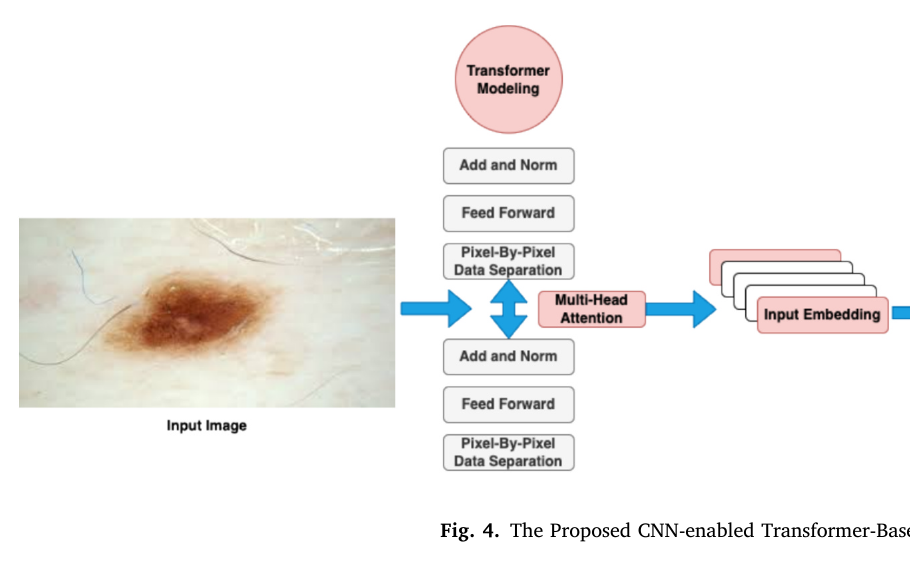 Transformer
Modeling
Add and Norm
Feed Forward
Pixel-By-Pixel
Data Separation
Multi-Head
Attention
Input Embedding
Add and Norm
Feed Forward
Pixel-By-Pixel
Data Separation
Input Image
Fig. 4. The Proposed CNN-enabled Transformer-Base